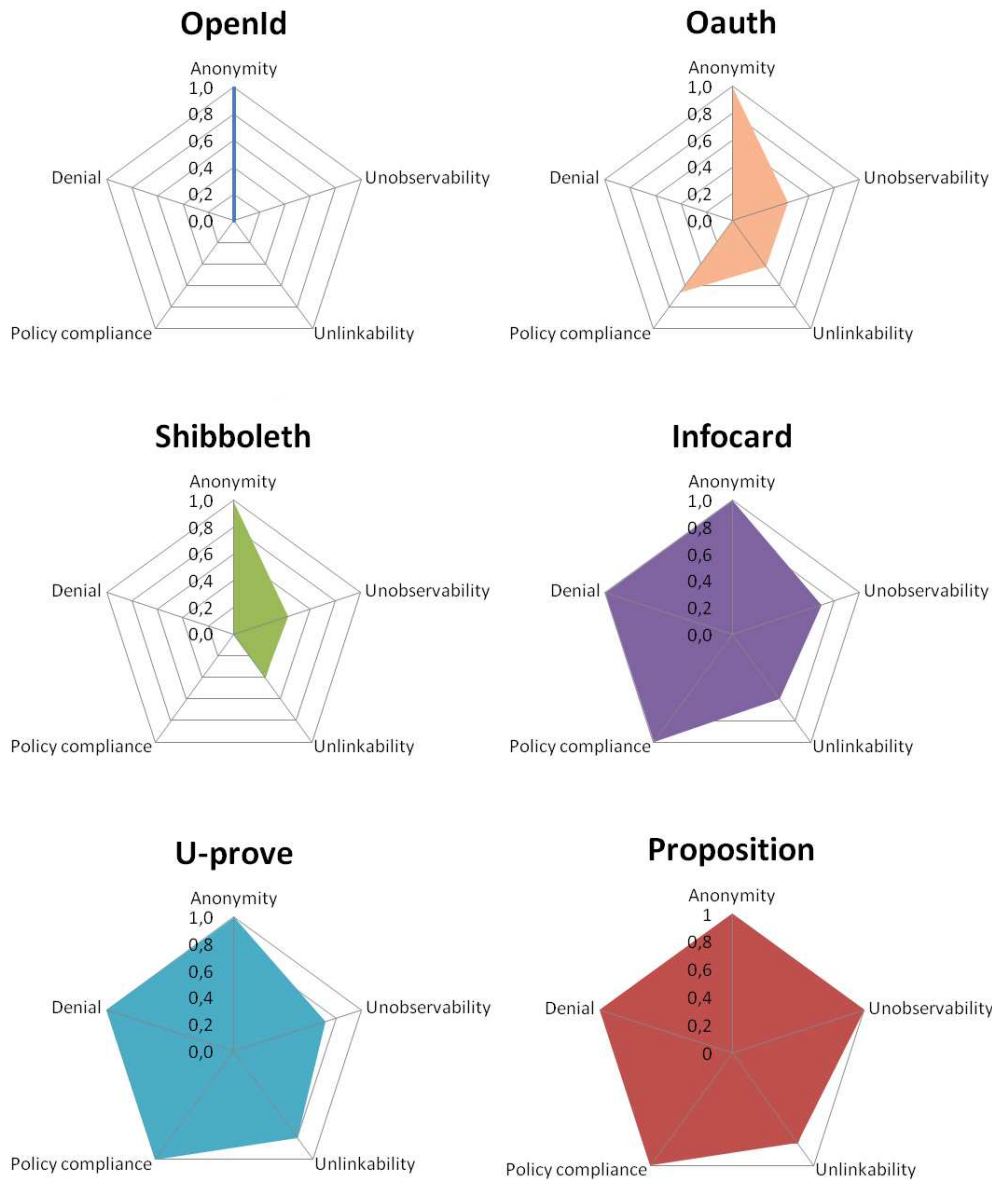 OpenId
Anonymity
1,0
0,8
0,6
0,4
0,2
0,0
Denial
Unobservability
Policy compliance
Unlinkability
Oauth
Anonymity
1,0
0,8
0,6
0,4
0,2
0,0
Denial
Unobservability
Policy compliance
Unlinkability
Shibboleth
Anonymity
1,0
0,8
0,6
0,4
0,2
0,0
Denial
Unobservability
Policy compliance
Unlinkability
Infocard
Anonymity
1,0
0,8
0,6
0,4
0,2
0,0
Denial
Unobservability
Policy compliance
Unlinkability
U-prove
Anonymity
1,0
0,8
0,6
0,4
0,2
0,0
Denial
Unobservability
Policy compliance
Unlinkability
Proposition
Anonymity
1
0,8
0,6
0,4
0,2
0
Denial
Unobservability
Policy compliance
Unlinkability